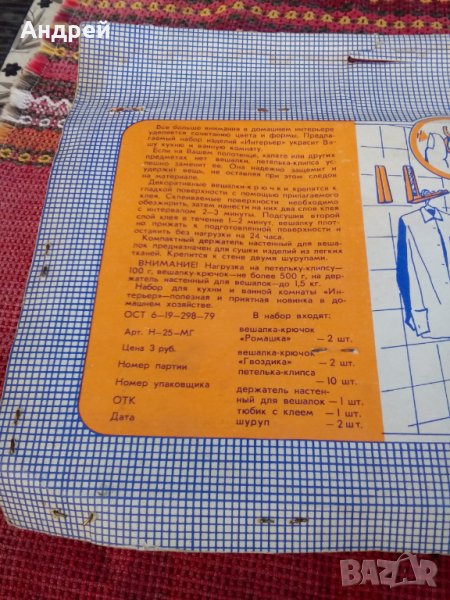 Андрей
Все больше внимания в домашнем интерьере
уделяется сочетанию цвета и формы. Предла-
гаемый набор изделий «Интерьер» украсит Ва-
шу кухню и ванную комнату.
Если на Вашем полотенце, халате или других
предметах нет вешалки, петелька-клипса ус-
пешно заменит ее. Она надежно защемит и
удержит вещь, не оставляя при этом следов
на материале.
Декоративные вешалки-крючки крепится к
гладкой поверхности с помощью прилагаемого
клея. Склеиваемые поверхности необходимо
обезжирить, затем нанести на них два слоя клея
с интервалом 2—3 минуты. Подсушив второй
слой клея в течение 1—2 минут, вешалку плот-
но прижать к подготовленной поверхности и
оставить без нагрузки на 24 часа.
Компактный держатель настенный для веша-
лок предназначен для сушки изделий из легких
тканей. Крепится к стене двумя шурупами.
ВНИМАНИЕ! Нагрузка на петельку-клипсу—
100 г, вешалку-крючок—не более 500 г, на дер-
жатель настенный для вешалок—до 1,5 кг.
Набор для кухни и ванной комнаты «Ин-
терьер»—полезная и приятная новинка в до-
машнем хозяйстве.
ОСТ 6—19—298—79
Арт. Н—25—МГ
Цена 3 руб.
Номер партии
Номер упаковщика
ОТК
Дата
В набор входят:
вешалка-крючок
"Ромашка" — 2 шт.
вешалка-крючок
"Гвоздика" — 2 шт.
петелька-клипса
— 10 шт.
держатель настен-
ный для вешалок — 1 шт.
тюбик с клеем — 1 шт.
шуруп — 2 шт.
BAZAR